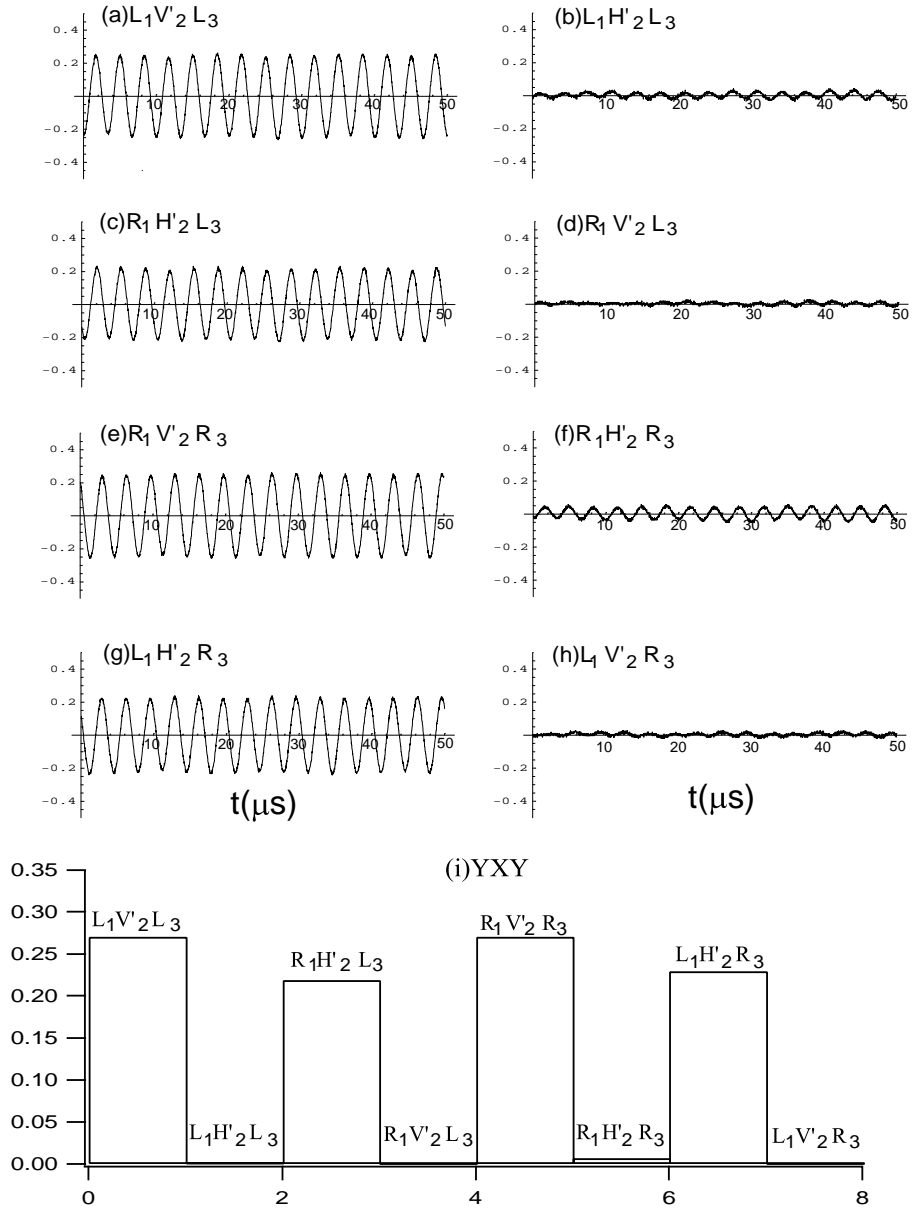 (a)L₁V'₂ L₃
0.4
0.2
-0.2
-0.4
10 20 30 40 50
(b)L₁H'₂ L₃
0.4
0.2
-0.2
-0.4
10 20 30 40 50
(c)R₁ H'₂ L₃
0.4
0.2
-0.2
-0.4
10 20 30 40 50
(d)R₁ V'₂ L₃
0.4
0.2
-0.2
-0.4
10 20 30 40 50
(e)R₁ V'₂ R₃
0.4
0.2
-0.2
-0.4
10 20 30 40 50
(f)R₁H'₂ R₃
0.4
0.2
-0.2
-0.4
10 20 30 40 50
(g)L₁ H'₂ R₃
0.4
0.2
-0.2
-0.4
10 20 30 40 50
t(μs)
(h)L₁ V'₂ R₃
0.4
0.2
-0.2
-0.4
10 20 30 40 50
t(μs)
(i)YXY
0.35
0.30
0.25
0.20
0.15
0.10
0.05
0.00
L₁V'₂ L₃
L₁H'₂ L₃
R₁H'₂ L₃
R₁V'₂ L₃
R₁V'₂ R₃
R₁H'₂ R₃
L₁H'₂ R₃
L₁V'₂ R₃
0 2 4 6 8